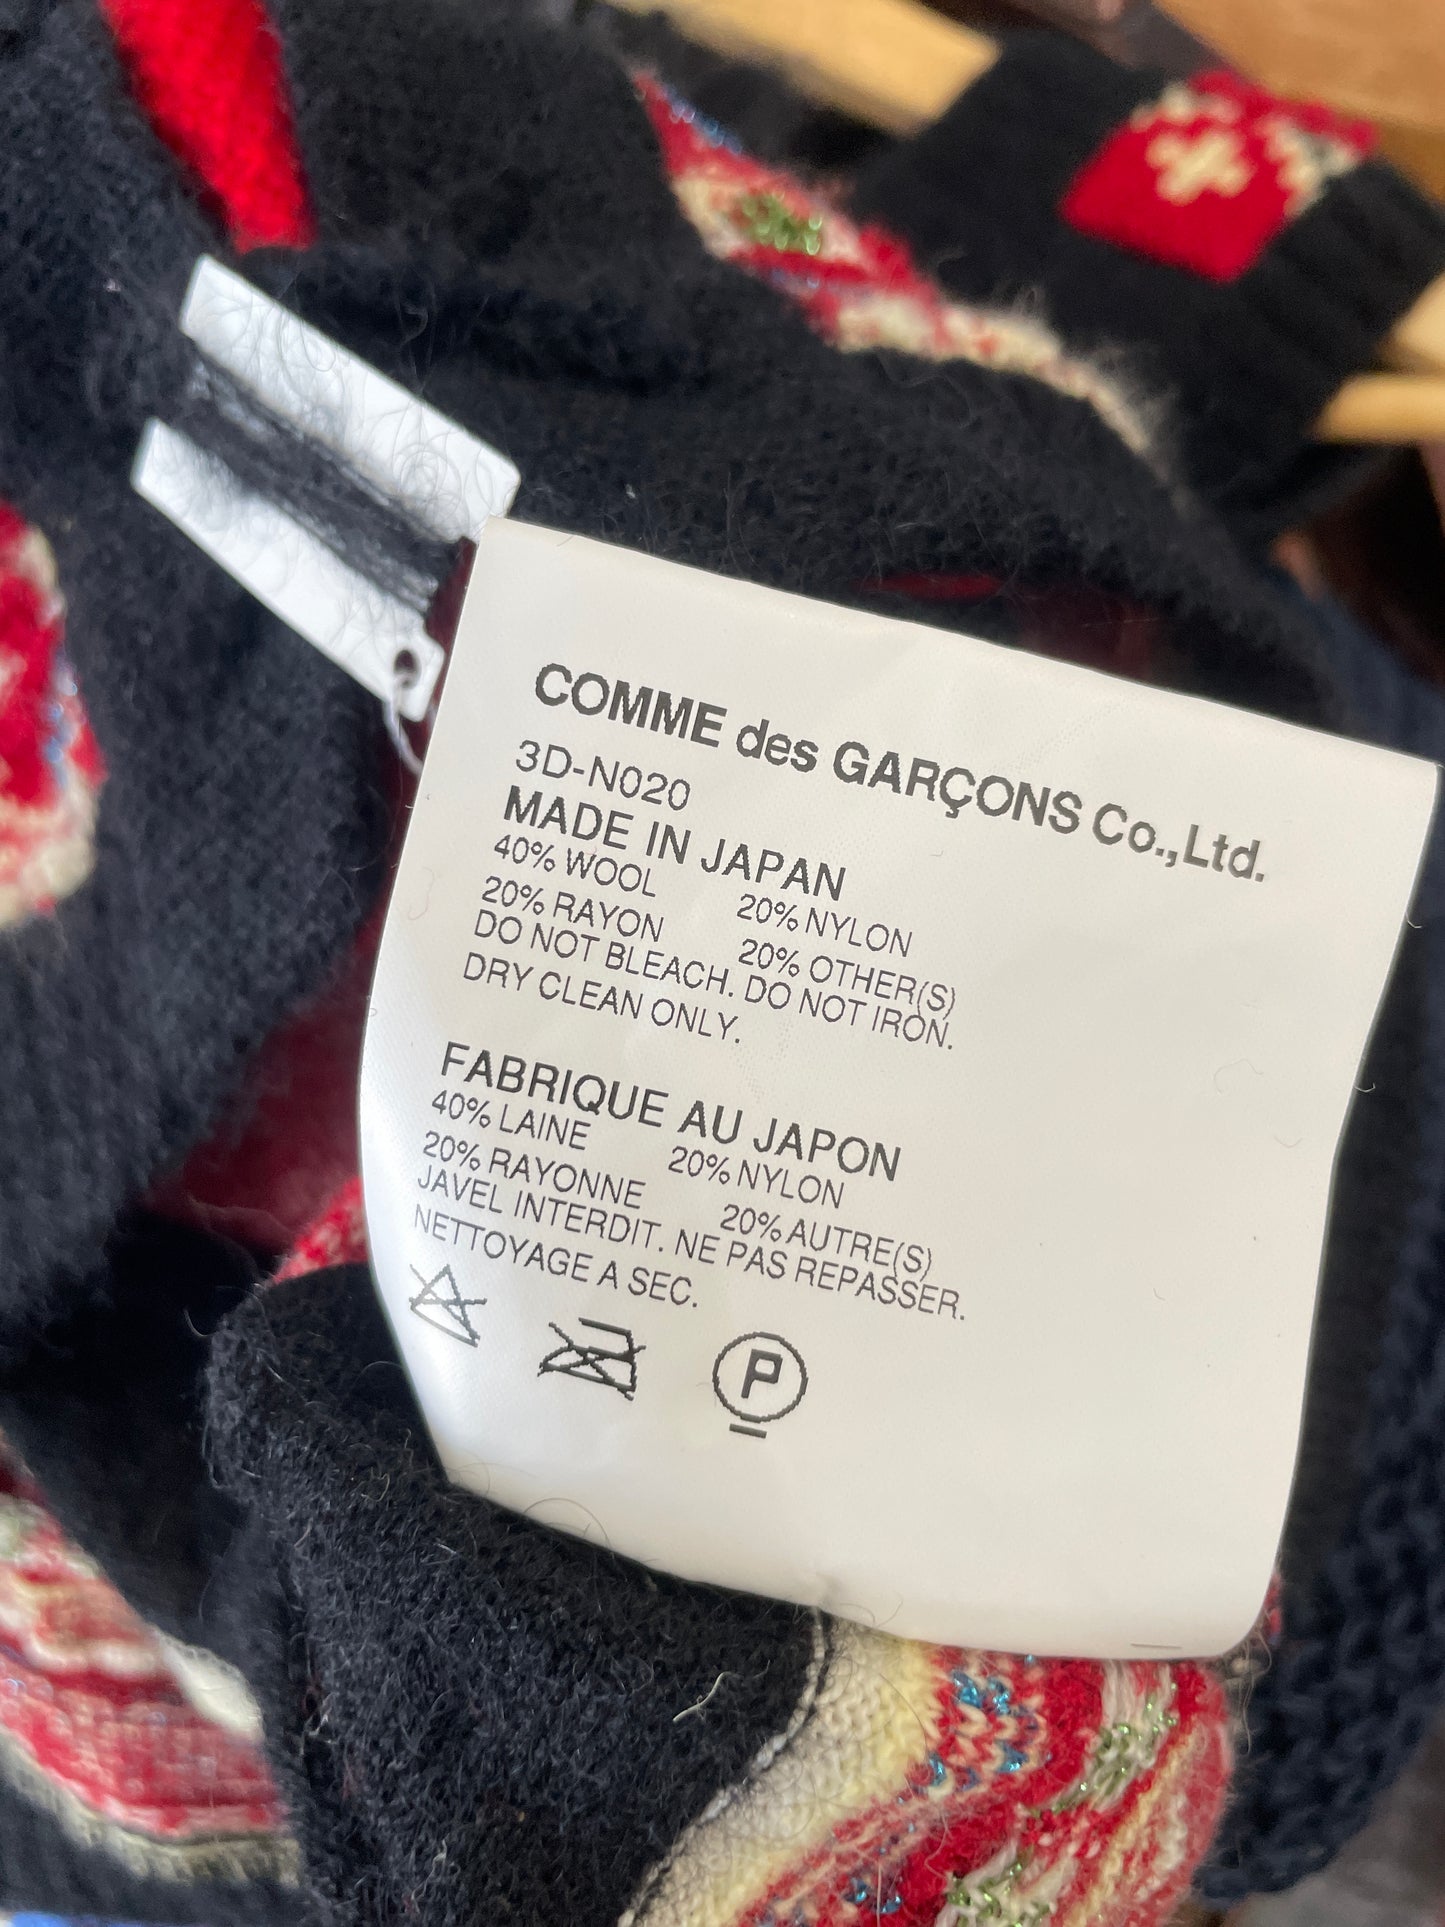 COMME des GARÇONS Co.,Ltd.
3D-N020
MADE IN JAPAN
40% WOOL 20% NYLON
20% RAYON 20% OTHER(S)
DO NOT BLEACH. DO NOT IRON.
DRY CLEAN ONLY.
FABRIQUE AU JAPON
40% LAINE 20% NYLON
20% RAYONNE 20% AUTRE(S)
JAVEL INTERDIT. NE PAS REPASSER.
NETTOYAGE A SEC.
P